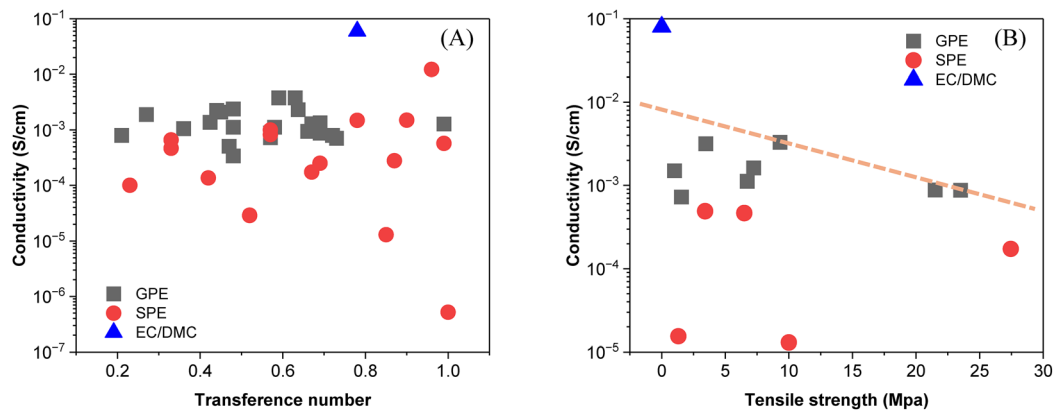 (A)
Conductivity (S/cm)
10⁻¹
10⁻²
10⁻³
10⁻⁴
10⁻⁵
10⁻⁶
10⁻⁷
GPE
SPE
EC/DMC
0.2 0.4 0.6 0.8 1.0
Transference number
(B)
Conductivity (S/cm)
10⁻¹
10⁻²
10⁻³
10⁻⁴
10⁻⁵
GPE
SPE
EC/DMC
0 5 10 15 20 25 30
Tensile strength (Mpa)